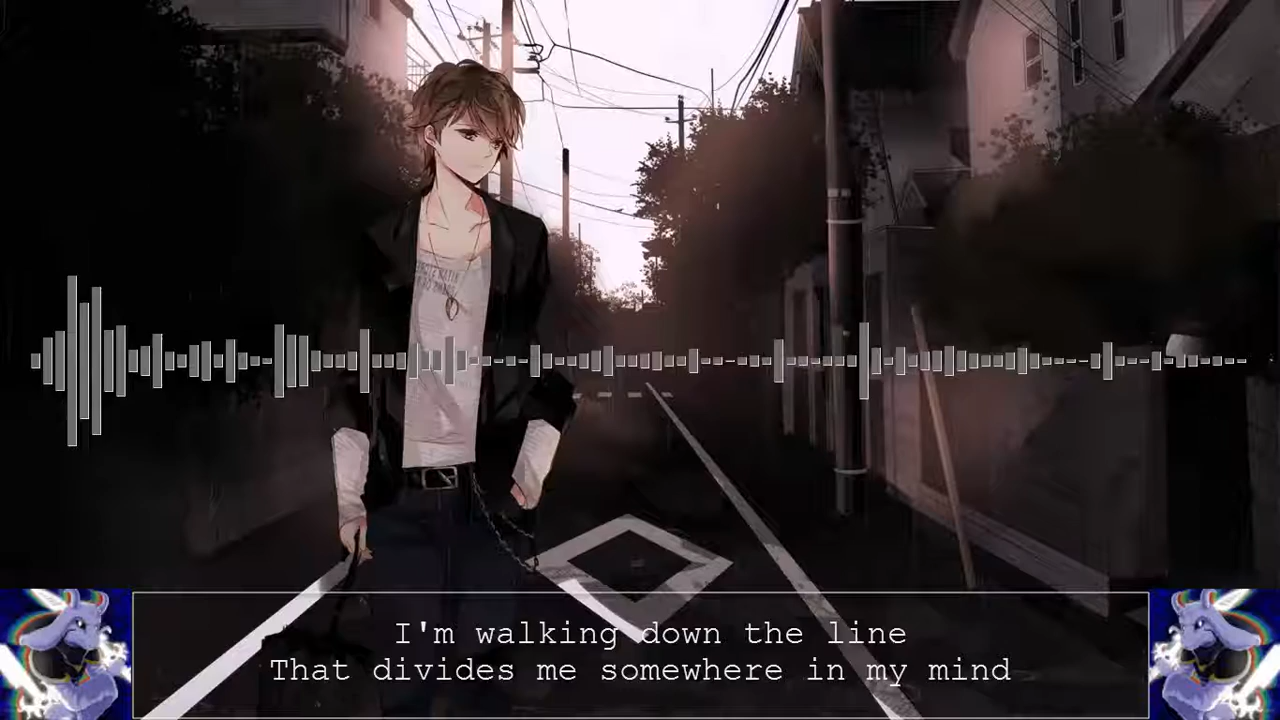 I'm walking down the line
That divides me somewhere in my mind